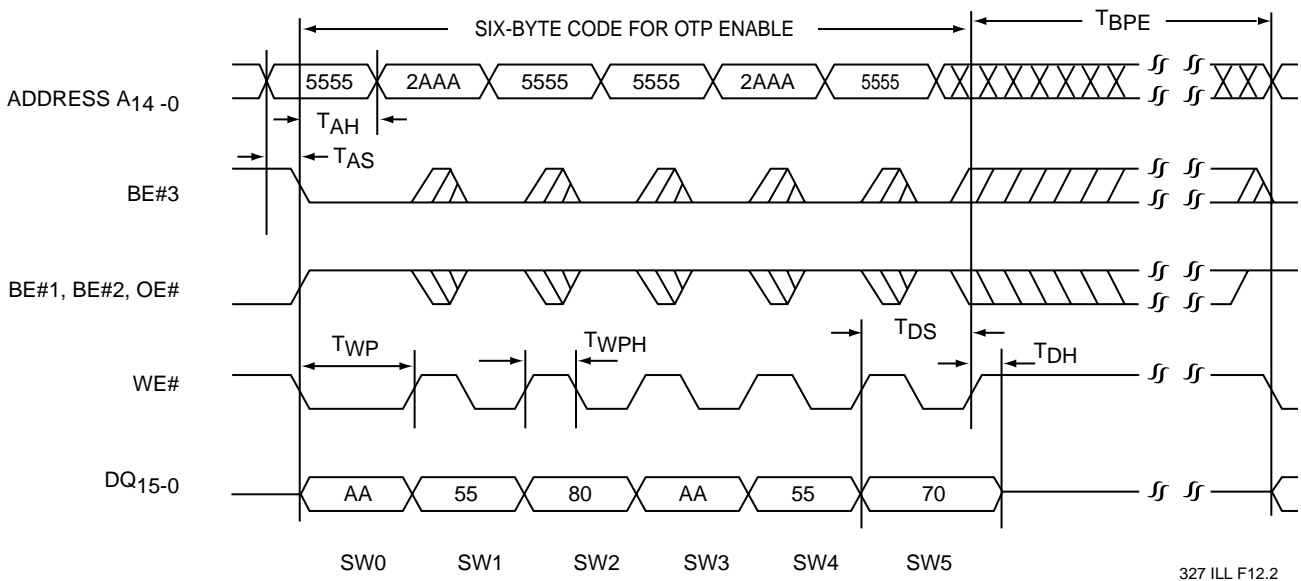 SIX-BYTE CODE FOR OTP ENABLE
TBPE
ADDRESS A14 -0
5555 2AAA 5555 5555 2AAA 5555
TAH
TAS
BE#3
BE#1, BE#2, OE#
TWP
TWPH
TDS
TDH
WE#
DQ15-0
AA 55 80 AA 55 70
SW0 SW1 SW2 SW3 SW4 SW5
327 ILL F12.2